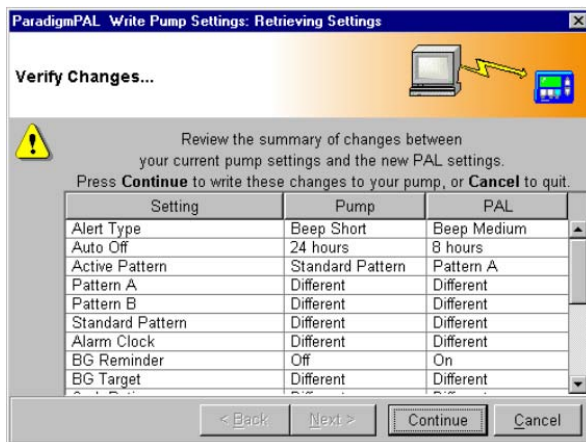 ParadigmPAL Write Pump Settings: Retrieving Settings
Verify Changes...
Review the summary of changes between
your current pump settings and the new PAL settings.
Press Continue to write these changes to your pump, or Cancel to quit.
Setting Pump PAL
Alert Type Beep Short Beep Medium
Auto Off 24 hours 8 hours
Active Pattern Standard Pattern Pattern A
Pattern A Different Different
Pattern B Different Different
Standard Pattern Different Different
Alarm Clock Different Different
BG Reminder Off On
BG Target Different Different
< Back Next > Continue Cancel